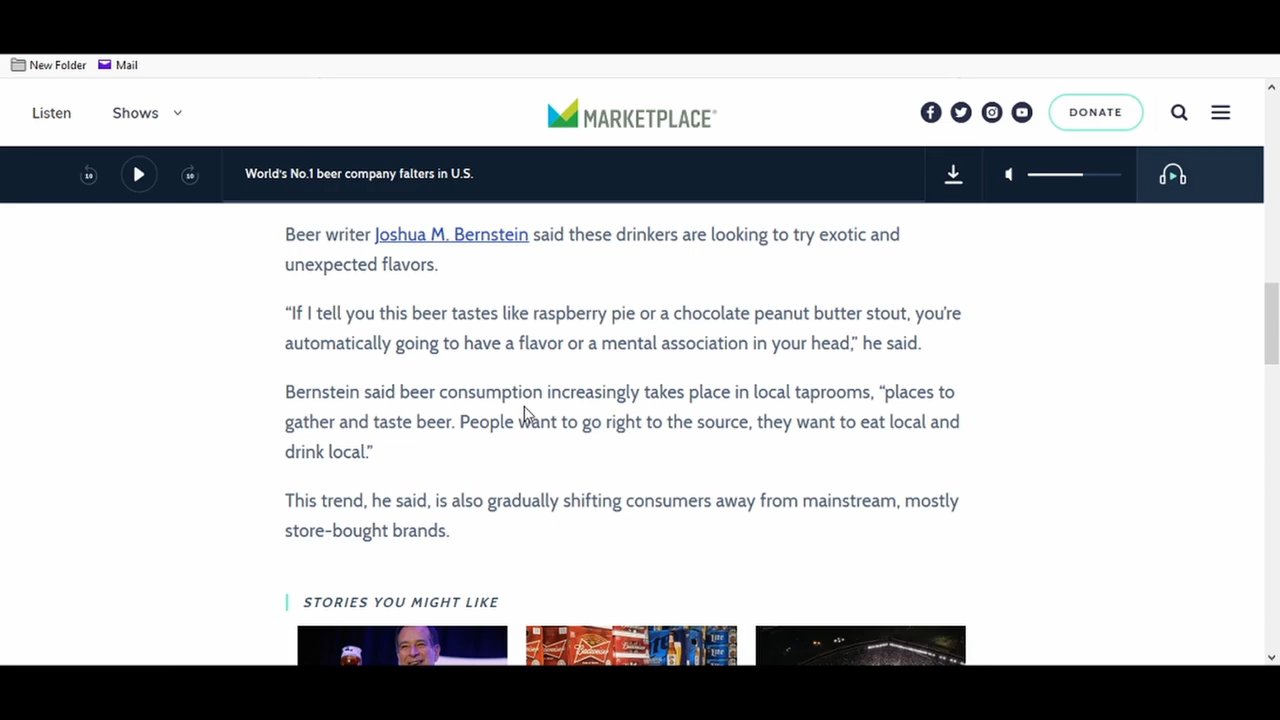 New Folder Mail
Listen Shows MARKETPLACE® DONATE
10 10 World's No.1 beer company falters in U.S.
Beer writer Joshua M. Bernstein said these drinkers are looking to try exotic and
unexpected flavors.
“If I tell you this beer tastes like raspberry pie or a chocolate peanut butter stout, you’re
automatically going to have a flavor or a mental association in your head,” he said.
Bernstein said beer consumption increasingly takes place in local taprooms, “places to
gather and taste beer. People want to go right to the source, they want to eat local and
drink local.”
This trend, he said, is also gradually shifting consumers away from mainstream, mostly
store-bought brands.
STORIES YOU MIGHT LIKE
Budweiser Lite